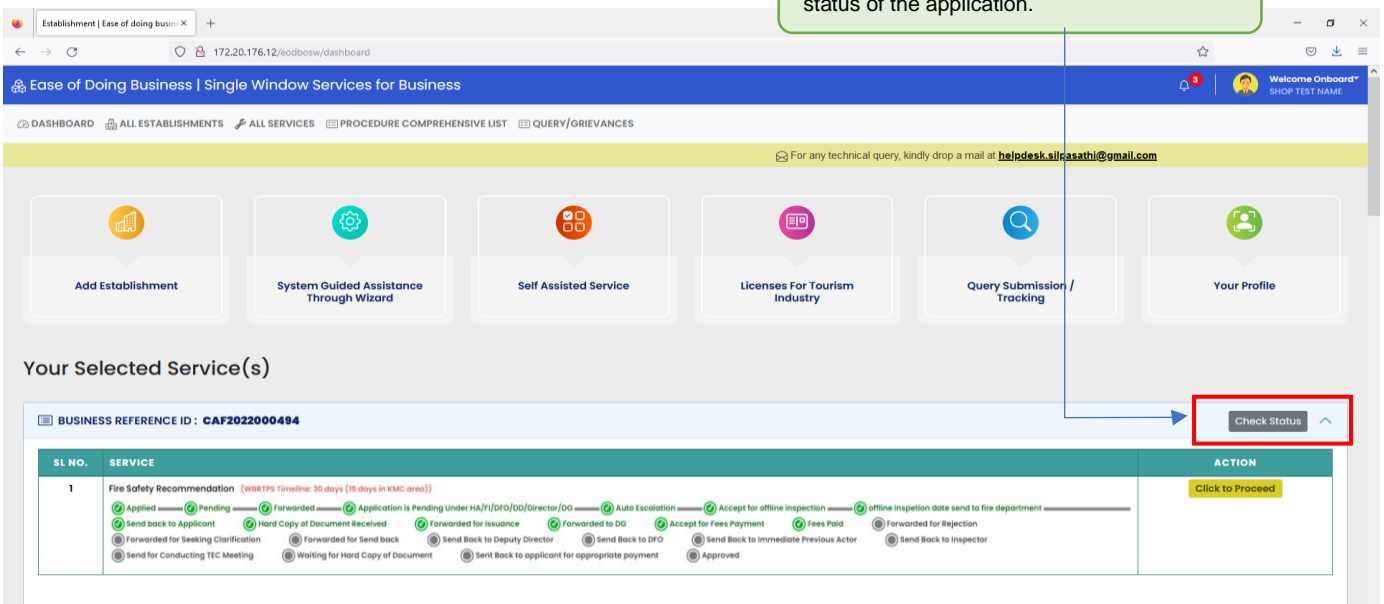 status of the application.
Establishment | Ease of doing busin
172.20.176.12/eodbosw/dashboard
Ease of Doing Business | Single Window Services for Business
3
Welcome Onboard
SHOP TEST NAME
DASHBOARD ALL ESTABLISHMENTS ALL SERVICES PROCEDURE COMPREHENSIVE LIST QUERY/GRIEVANCES
For any technical query, kindly drop a mail at helpdesk.silpasathi@gmail.com
Add Establishment
System Guided Assistance
Through Wizard
Self Assisted Service
Licenses For Tourism
Industry
Query Submission /
Tracking
Your Profile
Your Selected Service(s)
BUSINESS REFERENCE ID : CAF2022000494
Check Status
SL NO. SERVICE ACTION
1 Fire Safety Recommendation (WBRTPS Timeline: 30 days (15 days in KMC area)) Click to Proceed
Applied Pending Forwarded Application is Pending Under HA/FI/DFO/DD/Director/DG Auto Escalation Accept for offline inspection offline inspetion date send to fire department
Send back to Applicant Hard Copy of Document Received Forwarded for issuance Forwarded to DG Accept for Fees Payment Fees Paid Forwarded for Rejection
Forwarded for Seeking Clarification Forwarded for Send back Send Back to Deputy Director Send Back to DFO Send Back to Immediate Previous Actor Send Back to Inspector
Send for Conducting TEC Meeting Waiting for Hard Copy of Document Sent Back to applicant for appropriate payment Approved